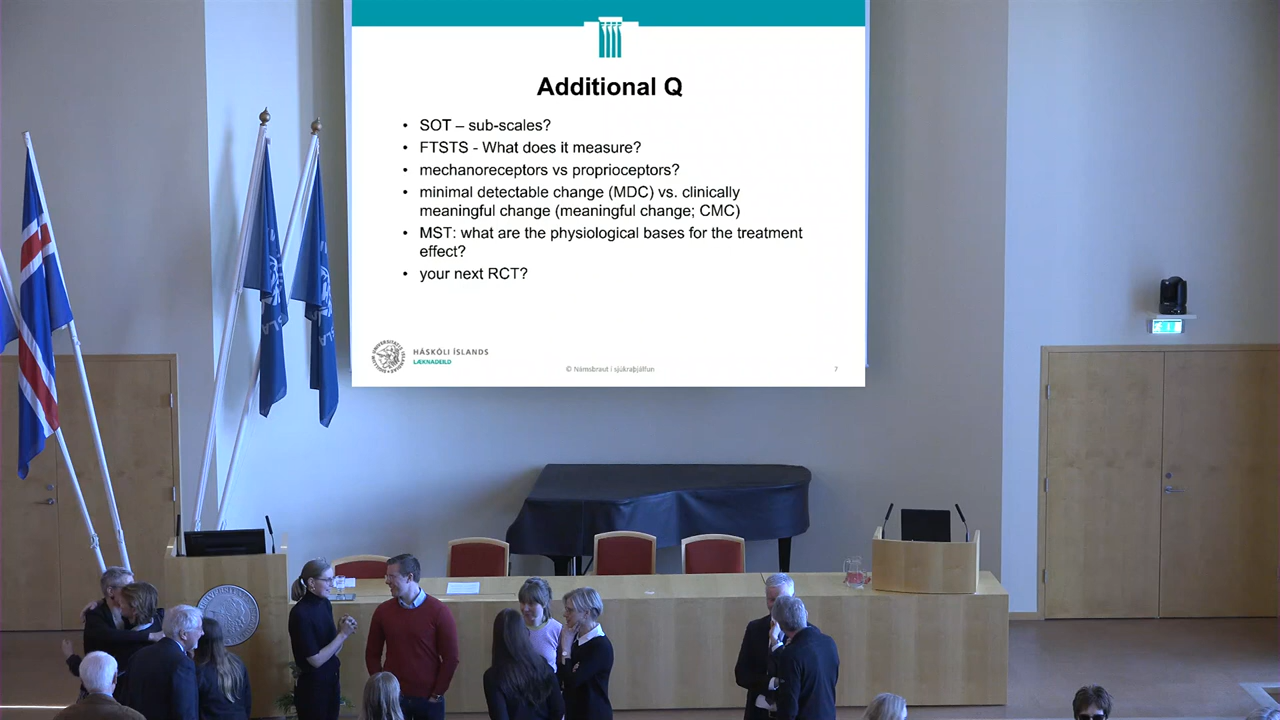 Additional Q
• SOT – sub-scales?
• FTSTS - What does it measure?
• mechanoreceptors vs proprioceptors?
• minimal detectable change (MDC) vs. clinically
meaningful change (meaningful change; CMC)
• MST: what are the physiological bases for the treatment
effect?
• your next RCT?
HÁSKÓLI ÍSLANDS
LÆKNADEILD
© Námsbraut í sjúkraþjálfun
7